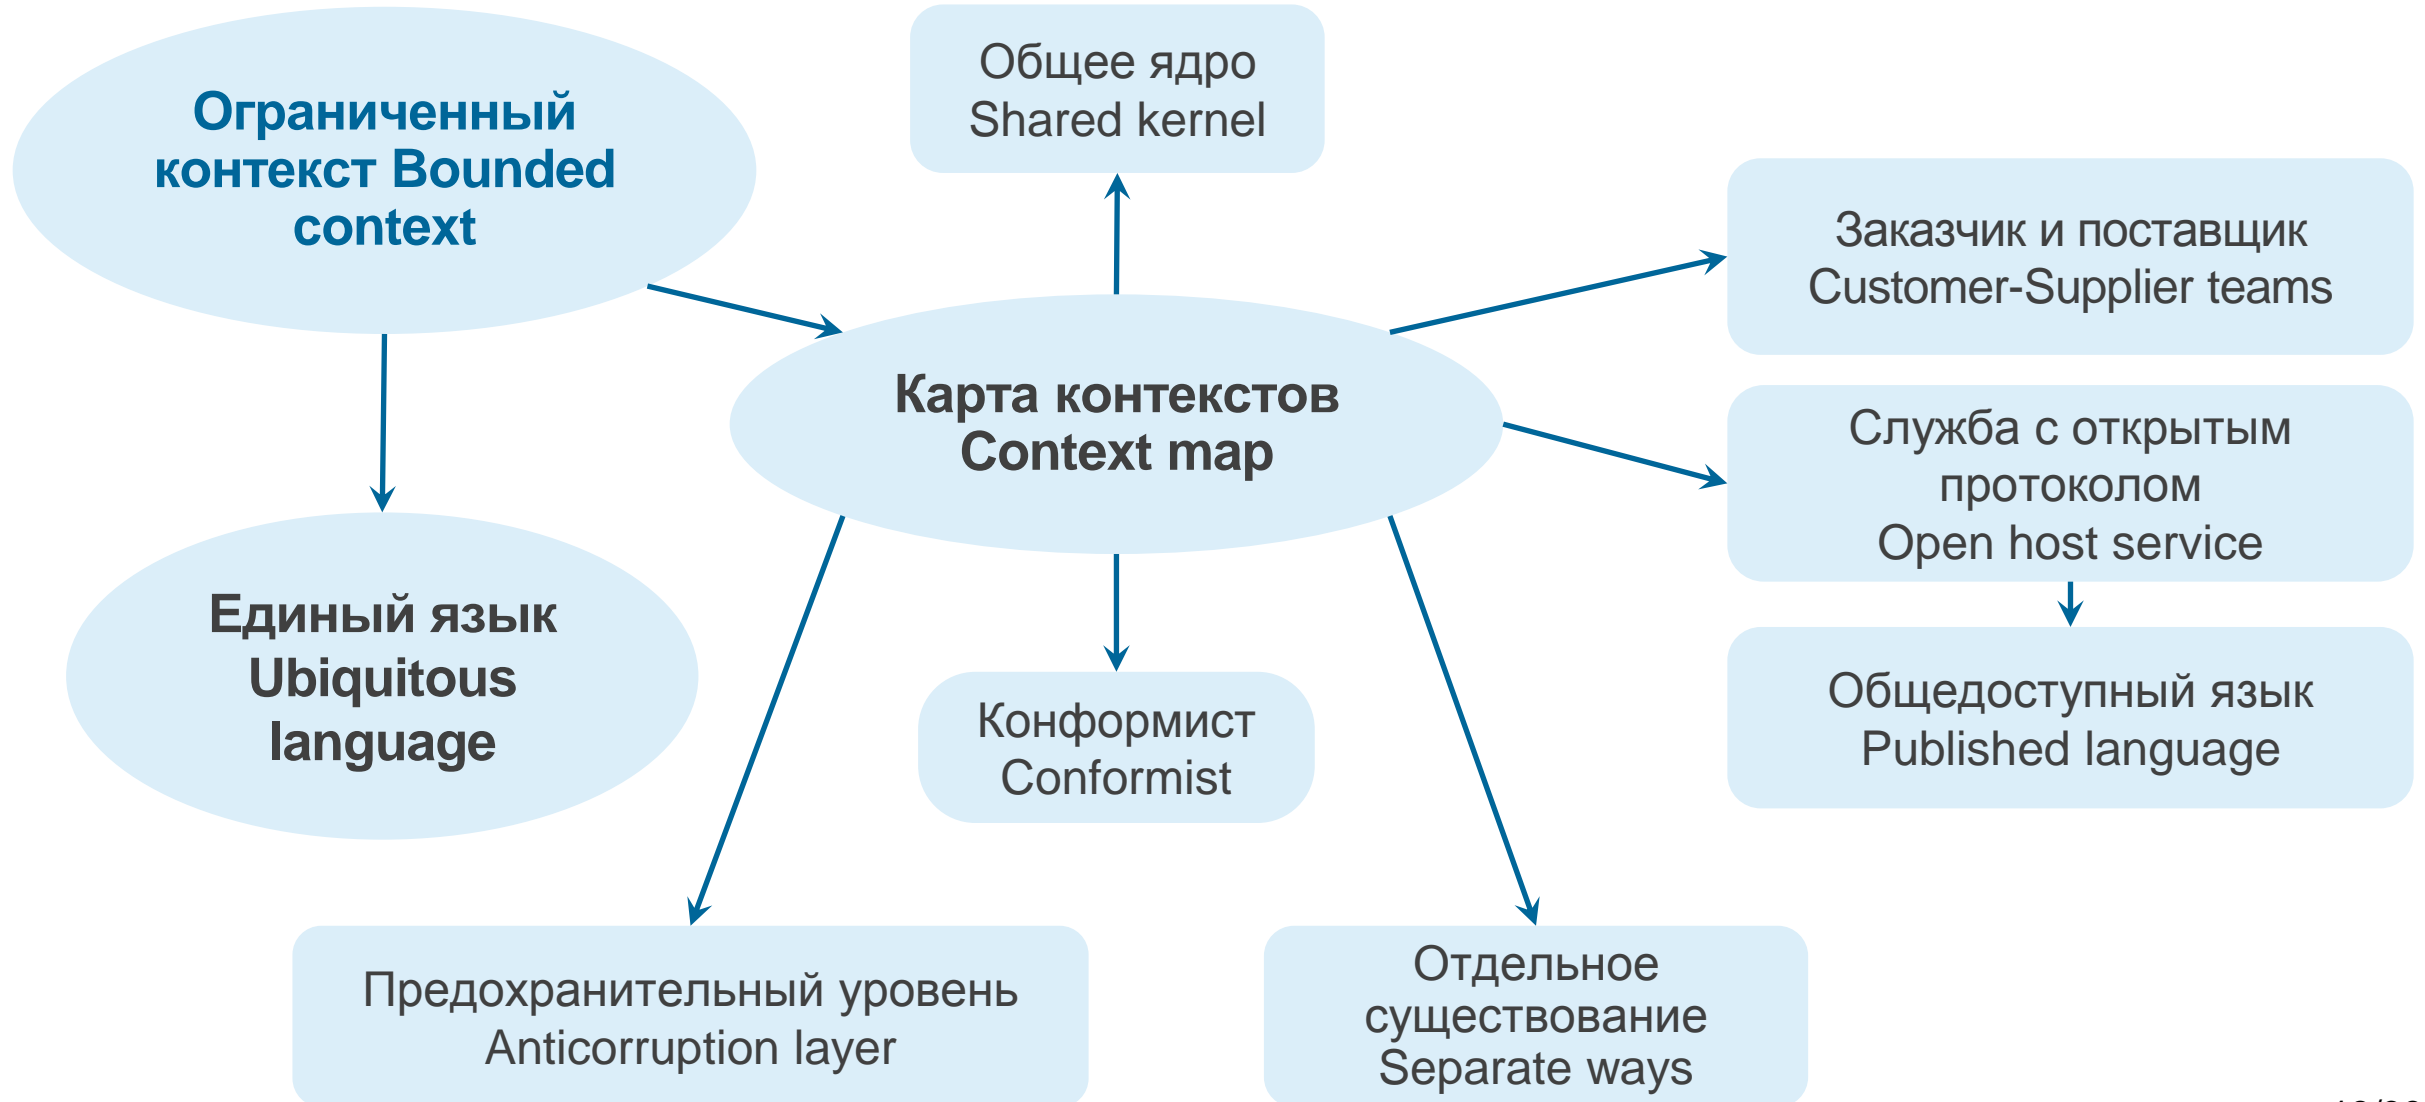 Ограниченный
контекст Bounded
context
Общее ядро
Shared kernel
Заказчик и поставщик
Customer-Supplier teams
Карта контекстов
Context map
Служба с открытым
протоколом
Open host service
Единый язык
Ubiquitous
language
Конформист
Conformist
Общедоступный язык
Published language
Предохранительный уровень
Anticorruption layer
Отдельное
существование
Separate ways